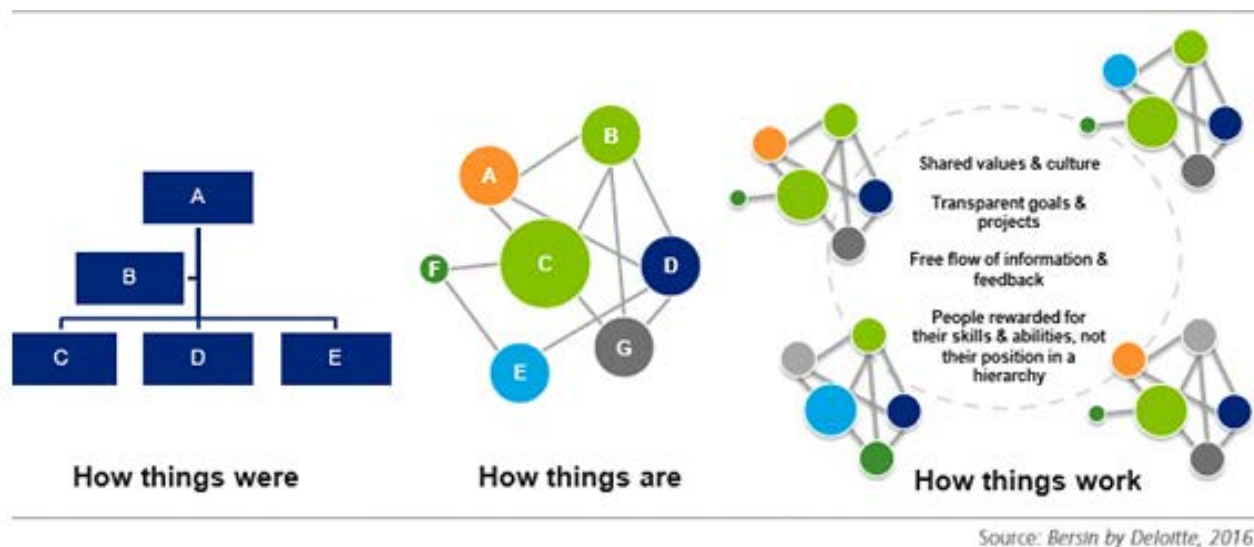 A
B
C
D
E
How things were
B
A
C
D
F
G
E
How things are
Shared values & culture
Transparent goals &
projects
Free flow of information &
feedback
People rewarded for
their skills & abilities, not
their position in a
hierarchy
How things work
Source: Bersin by Deloitte, 2016